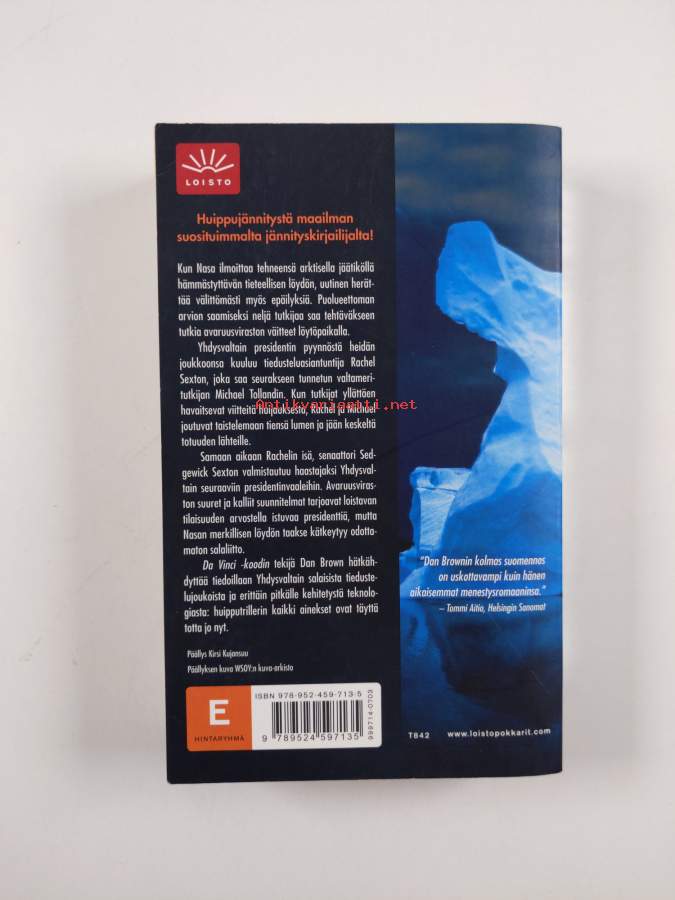 LOISTO
Huippujännitystä maailman
suosituimmalta jännityskirjailijalta!
Kun Nasa ilmoittaa tehneensä arktisella jäätiköllä
hämmästyttävän tieteellisen löydön, uutinen herät-
tää välittömästi myös epäilyksiä. Puolueettoman
arvion saamiseksi neljä tutkijaa saa tehtäväkseen
tutkia avaruusviraston väitteet löytöpaikalla.
Yhdysvaltain presidentin pyynnöstä heidän
joukkoonsa kuuluu tiedusteluasiantuntija Rachel
Sexton, joka saa seurakseen tunnetun valtameri-
tutkijan Michael Tollandin. Kun tutkijat yllättäen
havaitsevat viitteitä huijauksesta, Rachel ja Michael
joutuvat taistelemaan tiensä lumen ja jään keskeltä
totuuden lähteille.
Samaan aikaan Rachelin isä, senaattori Sed-
gewick Sexton valmistautuu haastajaksi Yhdysval-
tain seuraaviin presidentinvaaleihin. Avaruusviras-
ton suuret ja kalliit suunnitelmat tarjoavat loistavan
tilaisuuden arvostella istuvaa presidenttiä, mutta
Nasan merkillisen löydön taakse kätkeytyy odotta-
maton salaliitto.
Da Vinci -koodin tekijä Dan Brown hätkäh-
dyttää tiedoillaan Yhdysvaltain salaisista tieduste-
lujoukoista ja erittäin pitkälle kehitetystä teknolo-
giasta: huipputrillerin kaikki ainekset ovat täyttä
totta jo nyt.
Päällys Kirsi Kujansuu
Päällyksen kuva WSOY:n kuva-arkisto
"Dan Brownin kolmas suomennos
on uskottavampi kuin hänen
aikaisemmat menestysromaaninsa."
– Tommi Aitio, Helsingin Sanomat
E
HINTARYHMÄ
ISBN 978-952-459-713-5
9 789524 597135
999714-0703
T842 www.loistopokkarit.com
Antikvariaatti.net